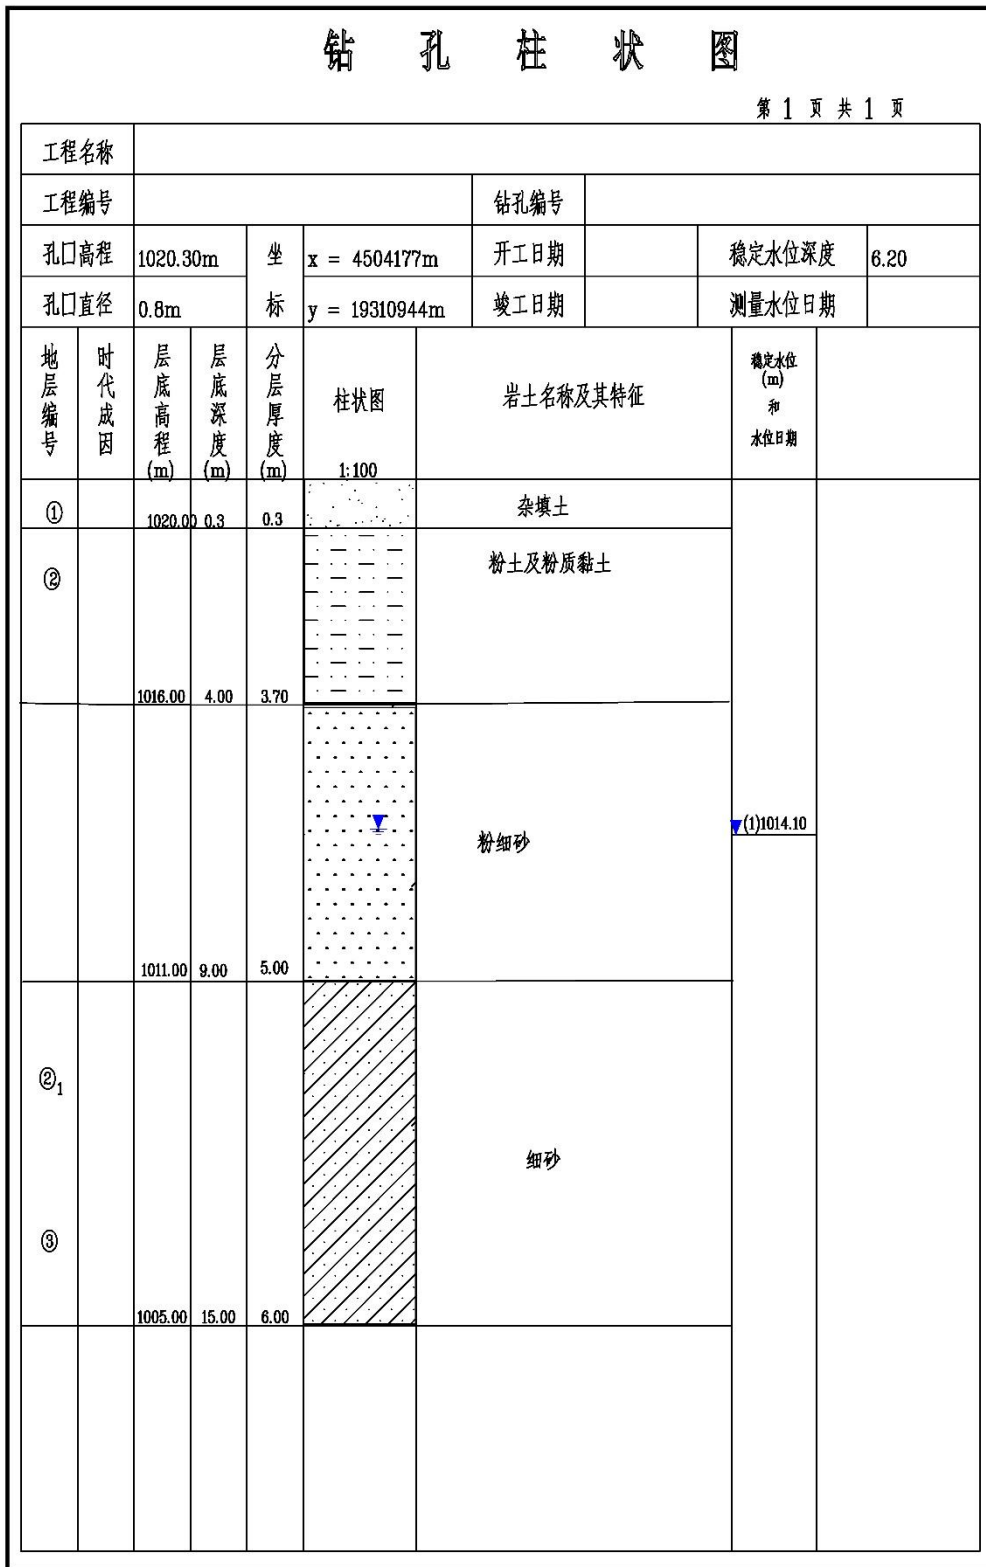 钻孔柱状图
第 1 页 共 1 页
工程名称
工程编号 钻孔编号
孔口高程 1020.30m 坐标 x = 4504177m 开工日期 稳定水位深度 6.20
孔口直径 0.8m y = 19310944m 竣工日期 测量水位日期
地层编号 时代成因 层底高程(m) 层底深度(m) 分层厚度(m) 柱状图 1:100 岩土名称及其特征 稳定水位(m)和水位日期
① 1020.00 0.3 0.3 杂填土
② 粉土及粉质黏土
1016.00 4.00 3.70
(1)1014.10
粉细砂
1011.00 9.00 5.00
②1
细砂
③
1005.00 15.00 6.00